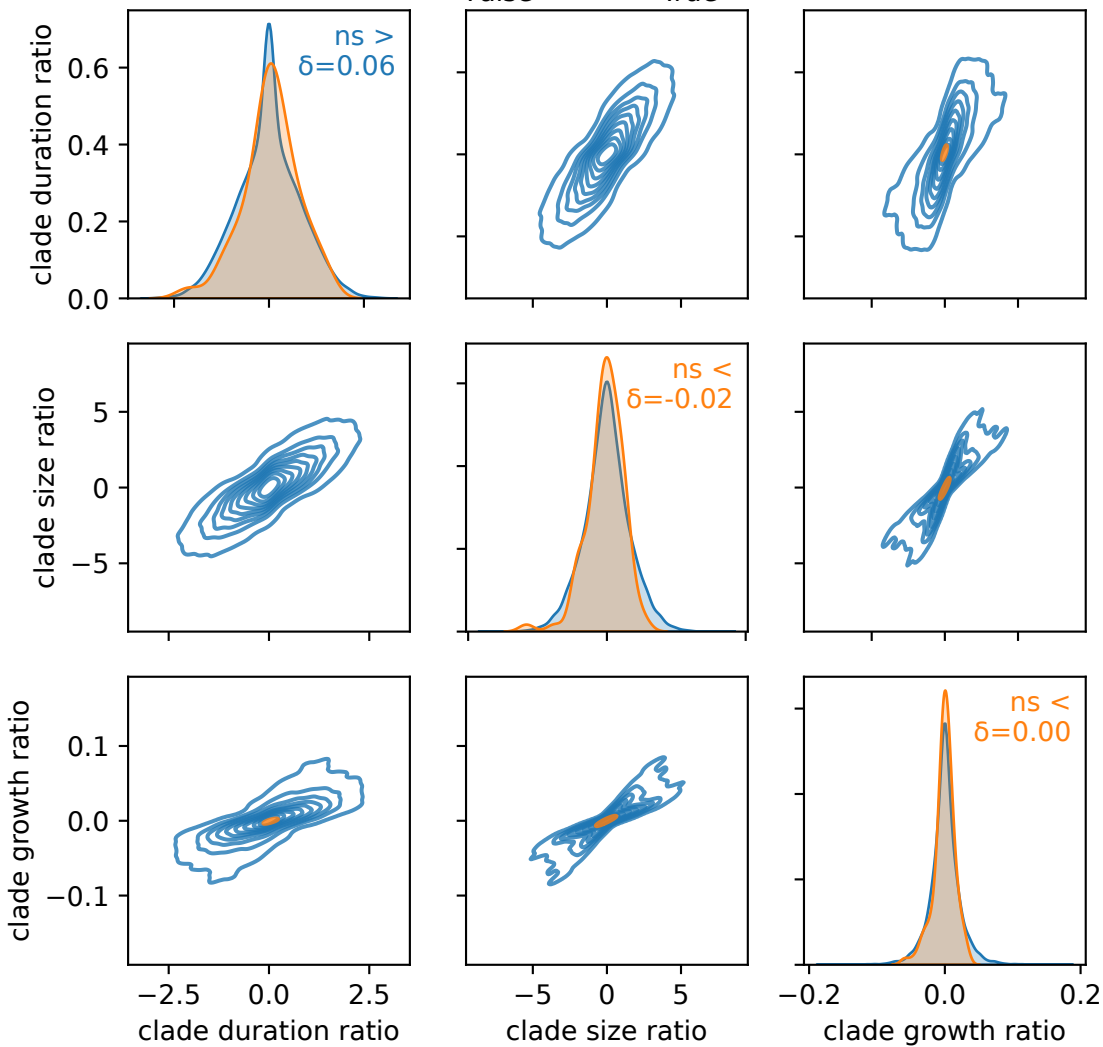 True
clade duration ratio
0.6
0.4
0.2
0.0
ns >
δ=0.06
clade size ratio
5
0
−5
ns <
δ=-0.02
clade growth ratio
0.1
0.0
−0.1
ns <
δ=0.00
−2.5 0.0 2.5
−5 0 5
−0.2 0.0 0.2
clade duration ratio
clade size ratio
clade growth ratio